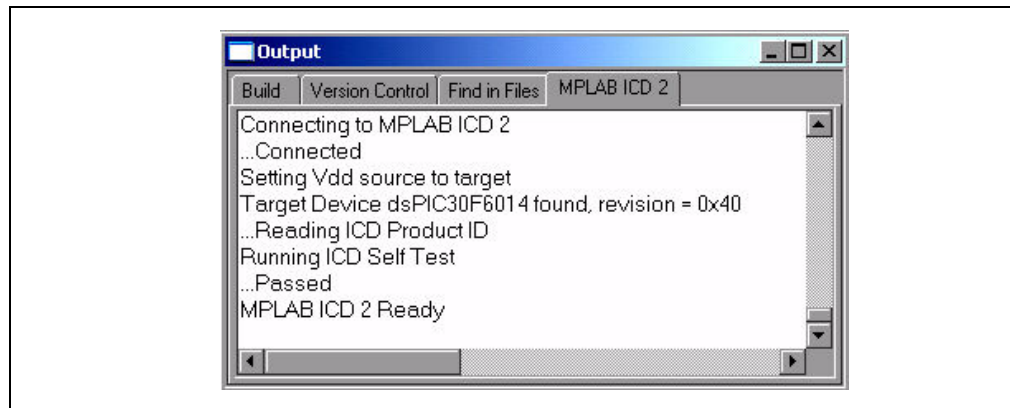 Output
Build Version Control Find in Files MPLAB ICD 2
Connecting to MPLAB ICD 2
...Connected
Setting Vdd source to target
Target Device dsPIC30F6014 found, revision = 0x40
...Reading ICD Product ID
Running ICD Self Test
...Passed
MPLAB ICD 2 Ready